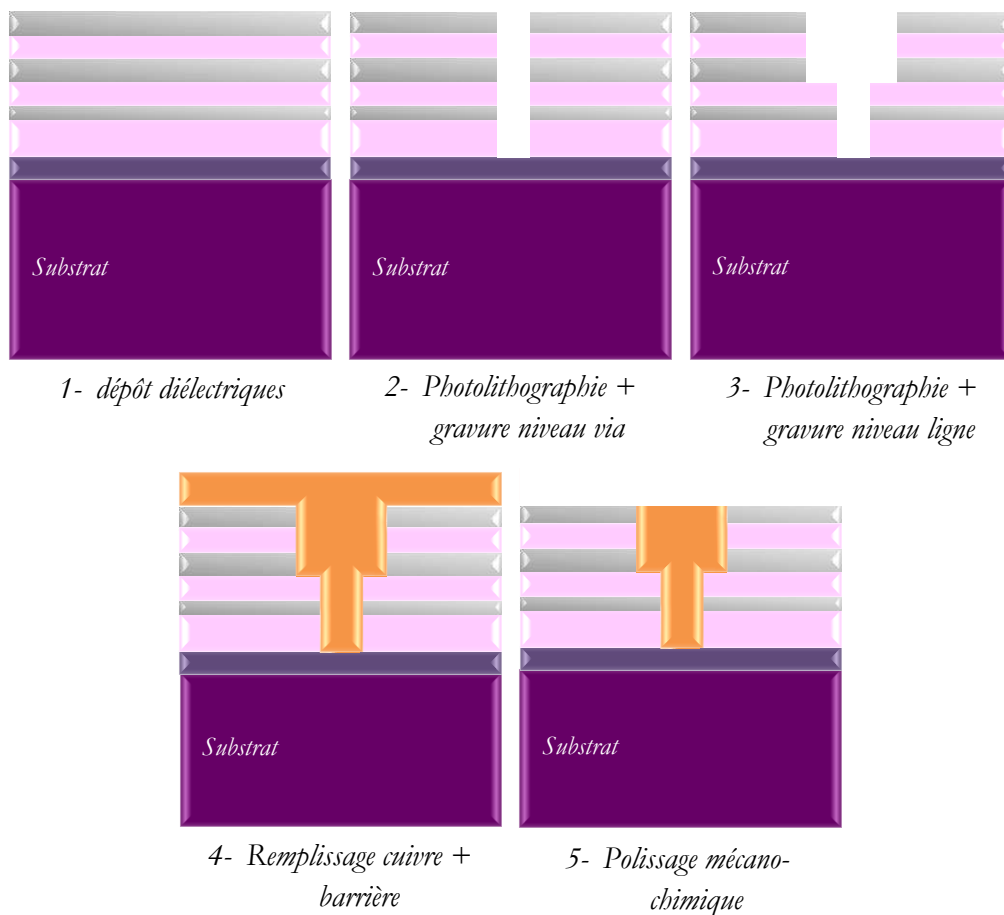 Substrat
Substrat
Substrat
1- dépôt diélectriques
2- Photolithographie +
gravure niveau via
3- Photolithographie +
gravure niveau ligne
Substrat
Substrat
4- Remplissage cuivre +
barrière
5- Polissage mécano-
chimique